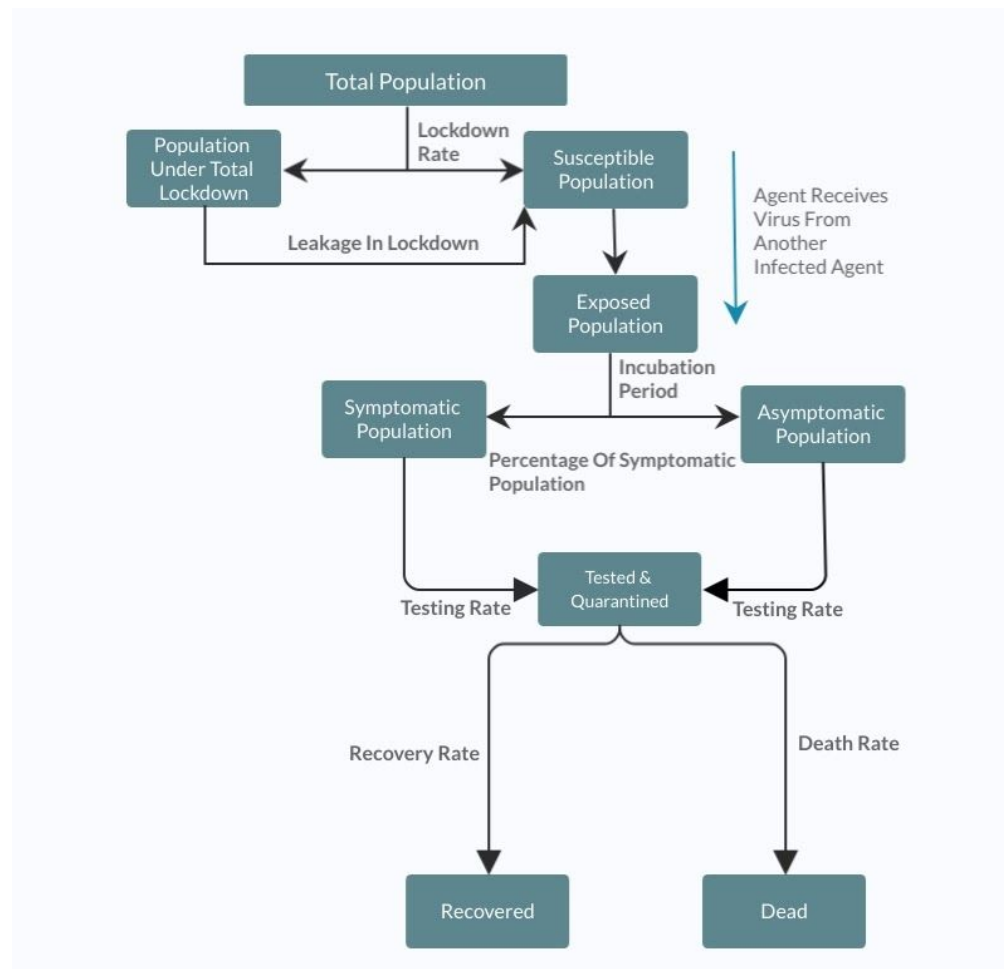 Total Population
Lockdown
Rate
Population
Under Total
Lockdown
Susceptible
Population
Agent Receives
Virus From
Another
Infected Agent
Leakage In Lockdown
Exposed
Population
Incubation
Period
Symptomatic
Population
Asymptomatic
Population
Percentage Of Symptomatic
Population
Tested &
Quarantined
Testing Rate
Testing Rate
Recovery Rate
Death Rate
Recovered
Dead